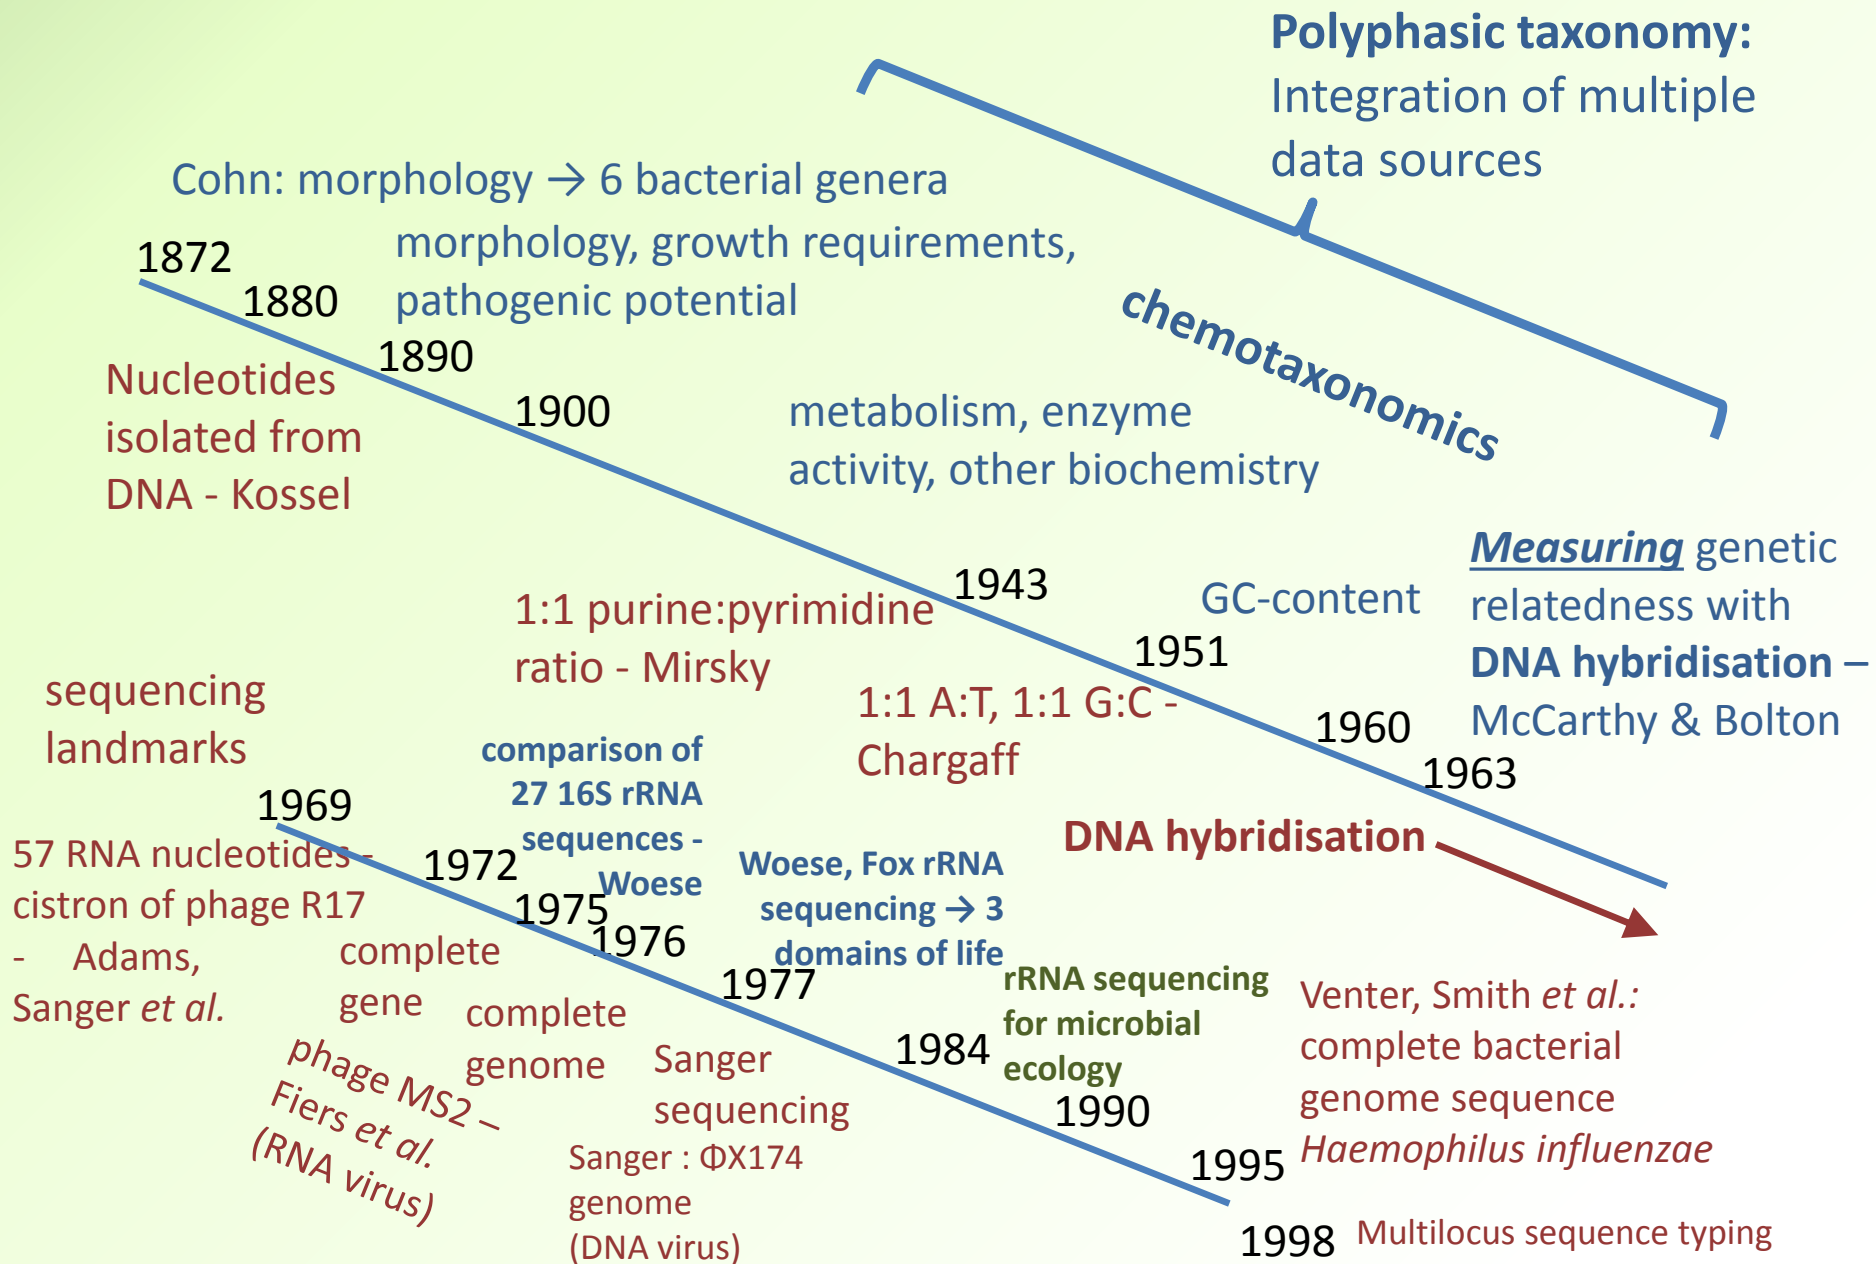 Polyphasic taxonomy:
Integration of multiple
data sources
Cohn: morphology → 6 bacterial genera
morphology, growth requirements,
pathogenic potential
1872
1880
1890
1900
chemotaxonomics
Nucleotides
isolated from
DNA - Kossel
metabolism, enzyme
activity, other biochemistry
1943
1951
1960
1963
GC-content
Measuring genetic
relatedness with
DNA hybridisation –
McCarthy & Bolton
1:1 purine:pyrimidine
ratio - Mirsky
1:1 A:T, 1:1 G:C -
Chargaff
DNA hybridisation
sequencing
landmarks
1969
1972
1975
1976
1977
1984
1990
1995
1998
57 RNA nucleotides -
cistron of phage R17
- Adams,
Sanger et al.
comparison of
27 16S rRNA
sequences -
Woese
Woese, Fox rRNA
sequencing → 3
domains of life
complete
gene
complete
genome
phage MS2 –
Fiers et al.
(RNA virus)
Sanger
sequencing
Sanger : ΦX174
genome
(DNA virus)
rRNA sequencing
for microbial
ecology
Venter, Smith et al.:
complete bacterial
genome sequence
Haemophilus influenzae
Multilocus sequence typing